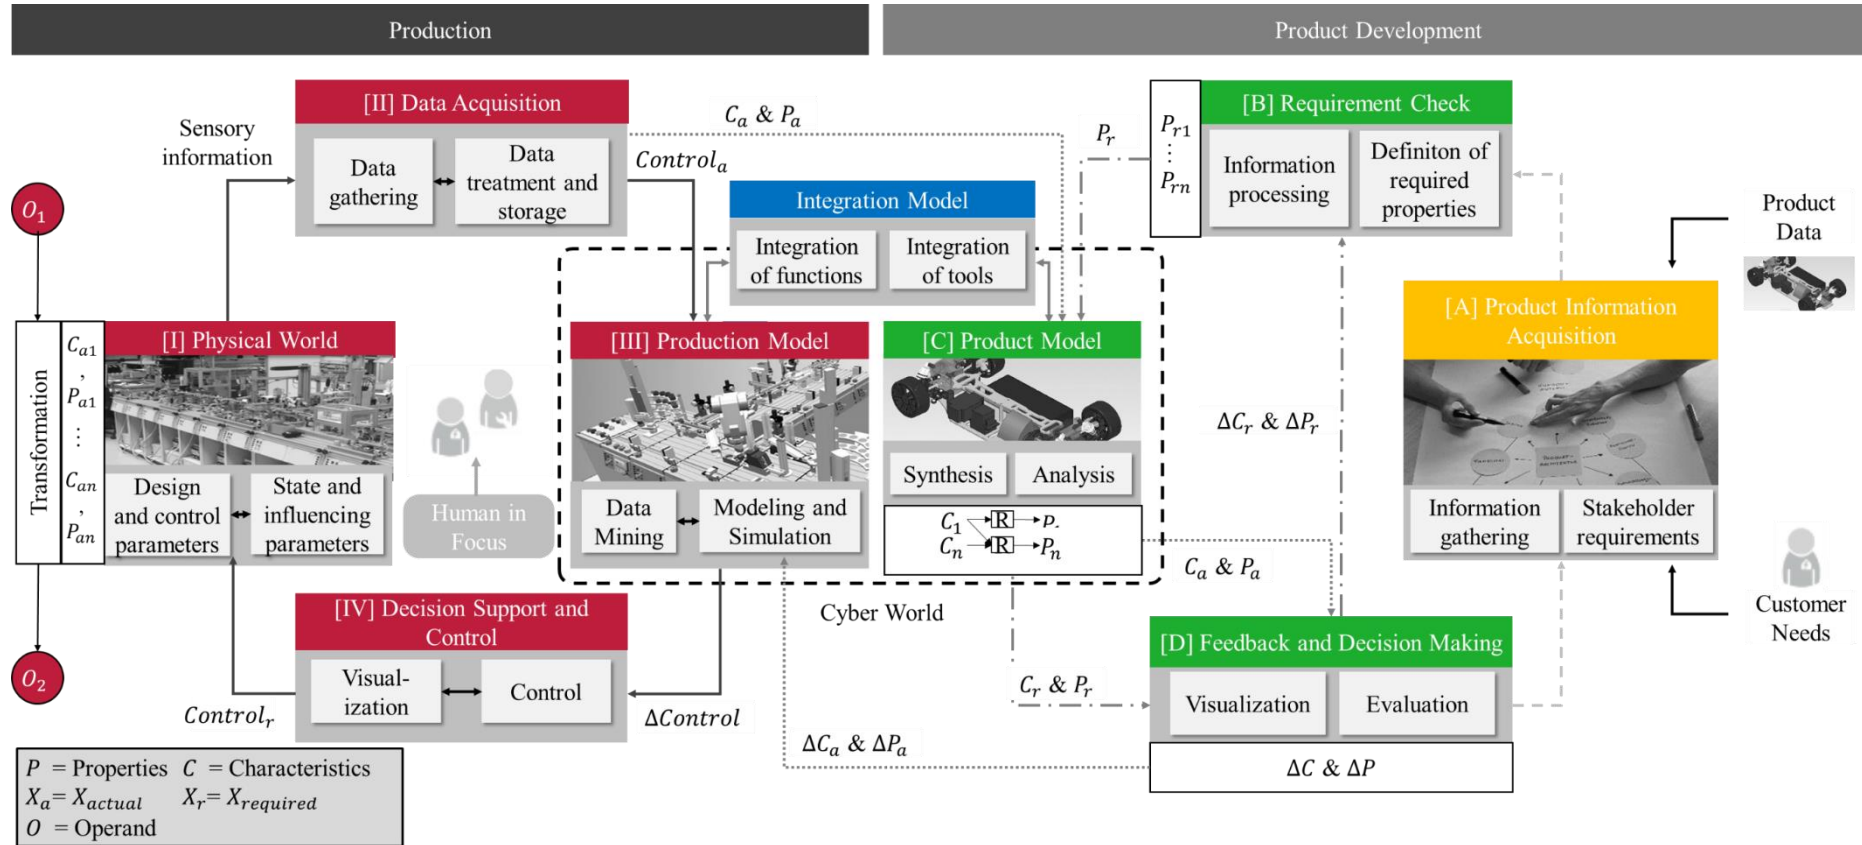 Production
Product Development
[II] Data Acquisition
Data
gathering
Data
treatment and
storage
Sensory
information
C_a & P_a
Control_a
P_r
P_r1
⋮
P_rn
[B] Requirement Check
Information
processing
Definiton of
required
properties
Integration Model
Integration
of functions
Integration
of tools
Product
Data
O_1
Transformation
C_a1
,
P_a1
⋮
C_an
,
P_an
[I] Physical World
Design
and control
parameters
State and
influencing
parameters
Human in
Focus
[III] Production Model
Data
Mining
Modeling and
Simulation
[C] Product Model
Synthesis
Analysis
C_1
R
C_n
R
P_n
ΔC_r & ΔP_r
[A] Product Information
Acquisition
Information
gathering
Stakeholder
requirements
C_a & P_a
Cyber World
Customer
Needs
O_2
[IV] Decision Support and
Control
Visual-
ization
Control
Control_r
ΔControl
C_r & P_r
ΔC_a & ΔP_a
[D] Feedback and Decision Making
Visualization
Evaluation
ΔC & ΔP
P = Properties C = Characteristics
X_a= X_actual X_r= X_required
O = Operand